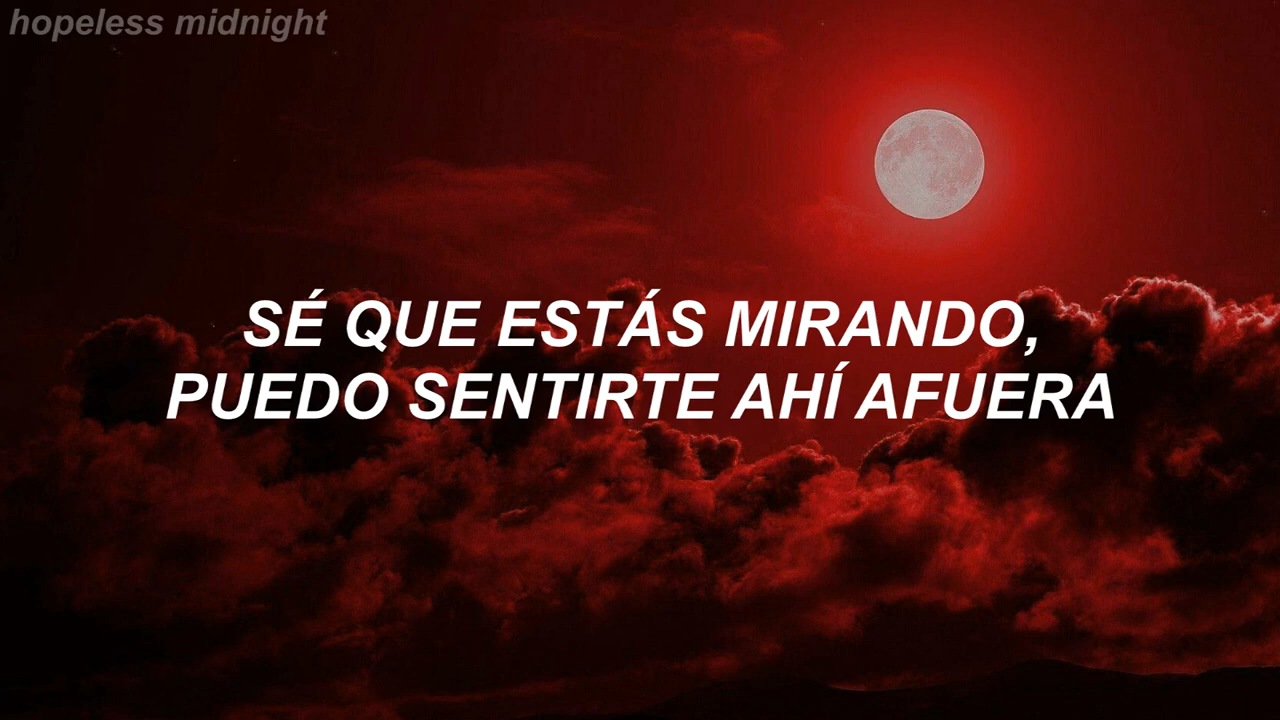 hopeless midnight
SÉ QUE ESTÁS MIRANDO,
PUEDO SENTIRTE AHÍ AFUERA